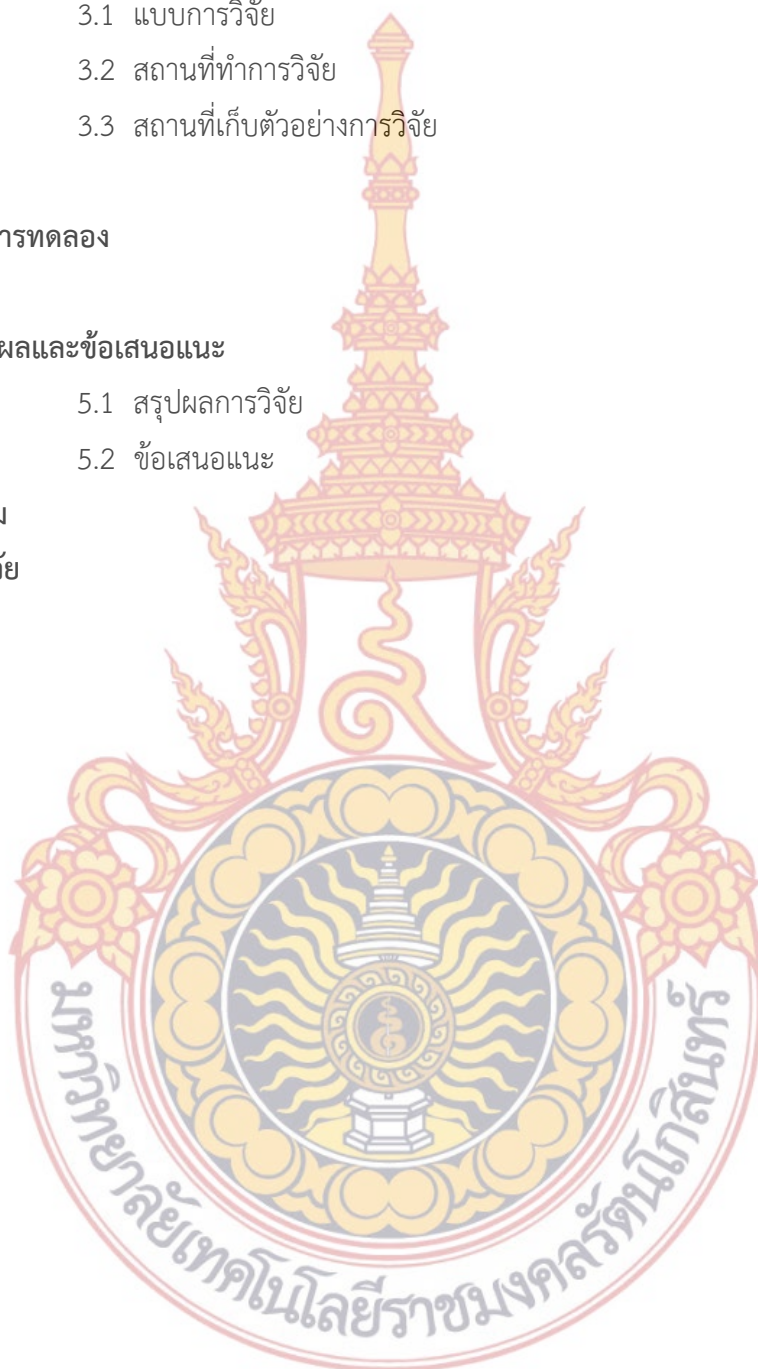 3.1 แบบการวิจัย
3.2 สถานที่ทำการวิจัย
3.3 สถานที่เก็บตัวอย่างการวิจัย
ารทดลอง
ผลและข้อเสนอแนะ
5.1 สรุปผลการวิจัย
5.2 ข้อเสนอแนะ
ม
จัย
มหาวิทยาลัยเทคโนโลยีราชมงคลรัตนโกสินทร์